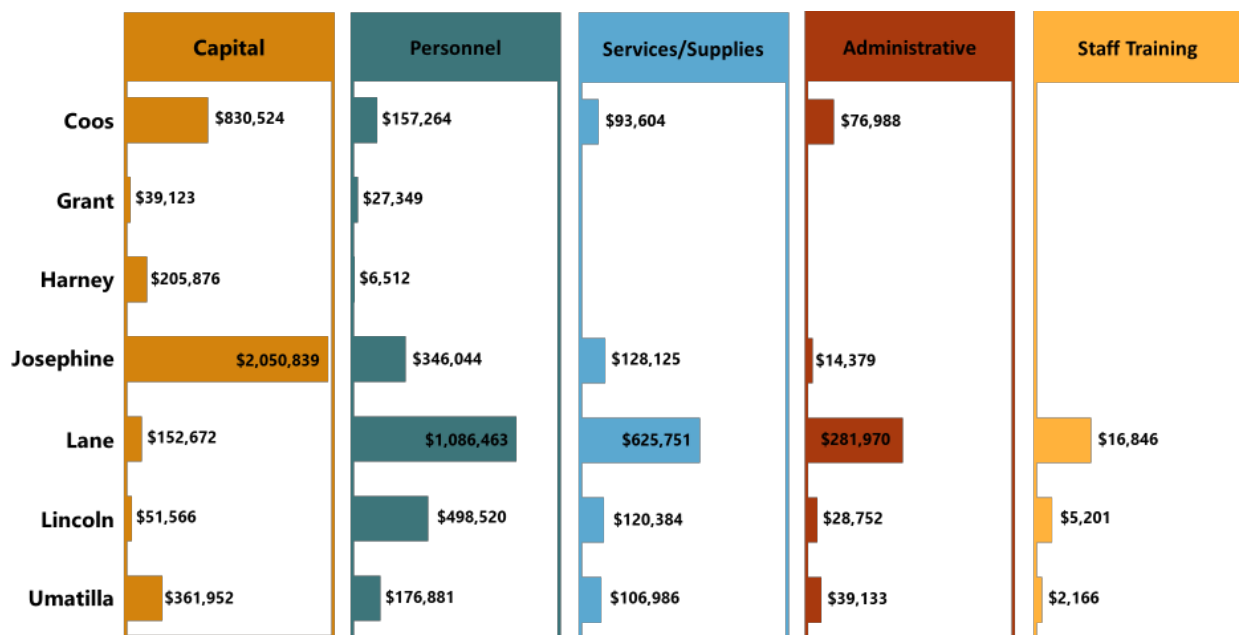 Capital Personnel Services/Supplies Administrative Staff Training
Coos $830,524 $157,264 $93,604 $76,988
Grant $39,123 $27,349
Harney $205,876 $6,512
Josephine $2,050,839 $346,044 $128,125 $14,379
Lane $152,672 $1,086,463 $625,751 $281,970 $16,846
Lincoln $51,566 $498,520 $120,384 $28,752 $5,201
Umatilla $361,952 $176,881 $106,986 $39,133 $2,166